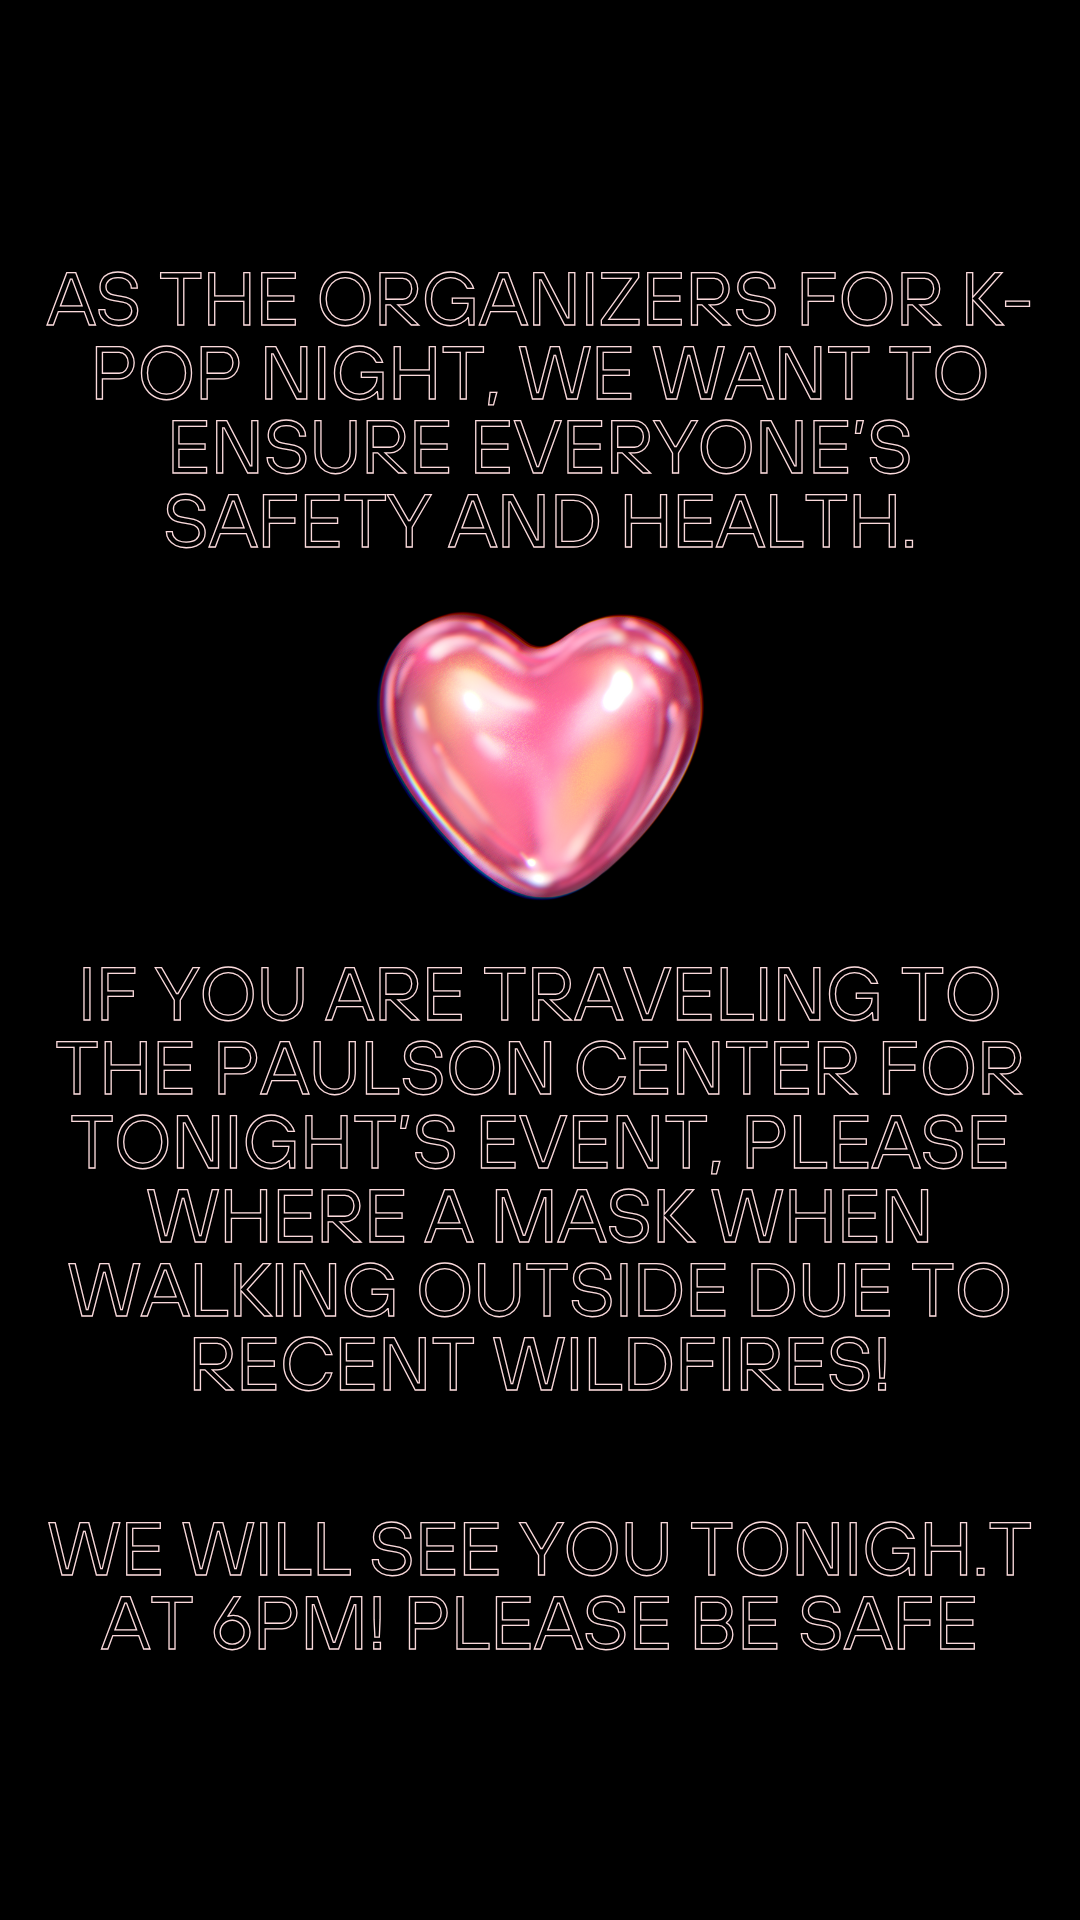 AS THE ORGANIZERS FOR K-
POP NIGHT, WE WANT TO
ENSURE EVERYONE'S
SAFETY AND HEALTH.
IF YOU ARE TRAVELING TO
THE PAULSON CENTER FOR
TONIGHT'S EVENT, PLEASE
WHERE A MASK WHEN
WALKING OUTSIDE DUE TO
RECENT WILDFIRES!
WE WILL SEE YOU TONIGH.T
AT 6PM! PLEASE BE SAFE